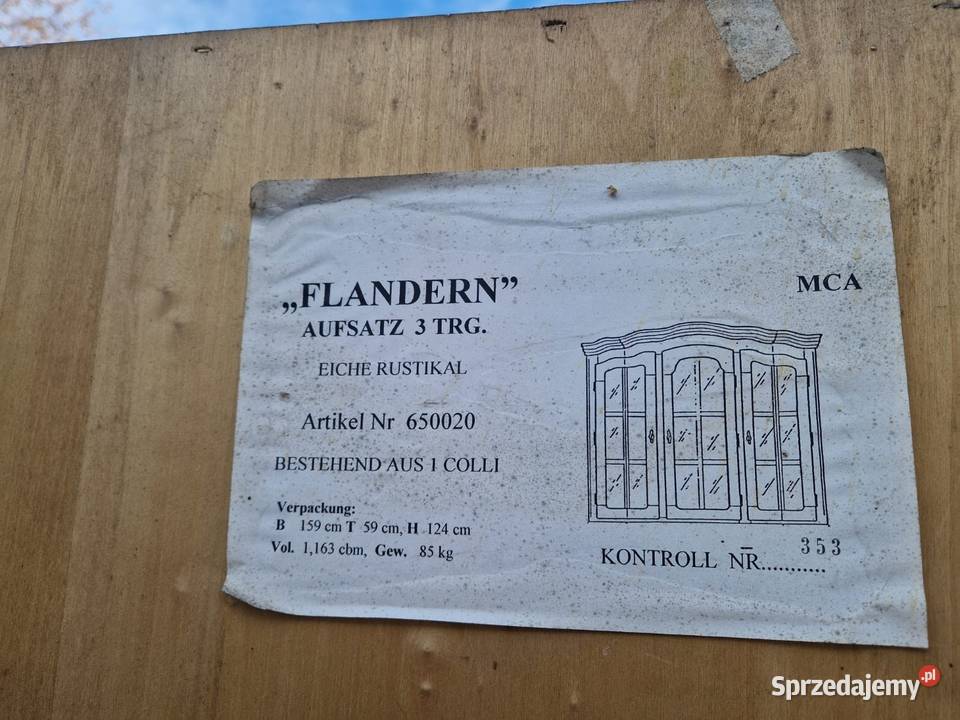 „FLANDERN”
MCA
AUFSATZ 3 TRG.
EICHE RUSTIKAL
Artikel Nr 650020
BESTEHEND AUS 1 COLLI
Verpackung:
B 159 cm T 59 cm, H 124 cm
Vol. 1,163 cbm, Gew. 85 kg
KONTROLL NR........... 353
Sprzedajemy.pl